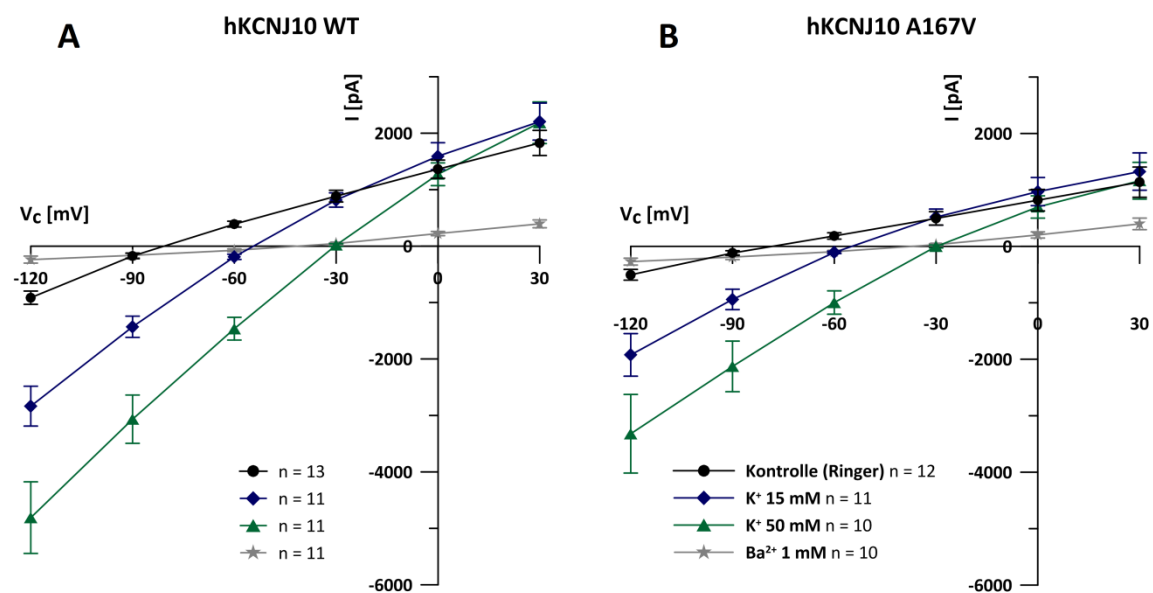 A
hKCNJ10 WT
I [pA]
2000
0
-2000
-4000
-6000
Vc [mV]
-120
-90
-60
-30
0
30
n = 13
n = 11
n = 11
n = 11
B
hKCNJ10 A167V
I [pA]
2000
0
-2000
-4000
-6000
Vc [mV]
-120
-90
-60
-30
0
30
Kontrolle (Ringer) n = 12
K⁺ 15 mM n = 11
K⁺ 50 mM n = 10
Ba²⁺ 1 mM n = 10